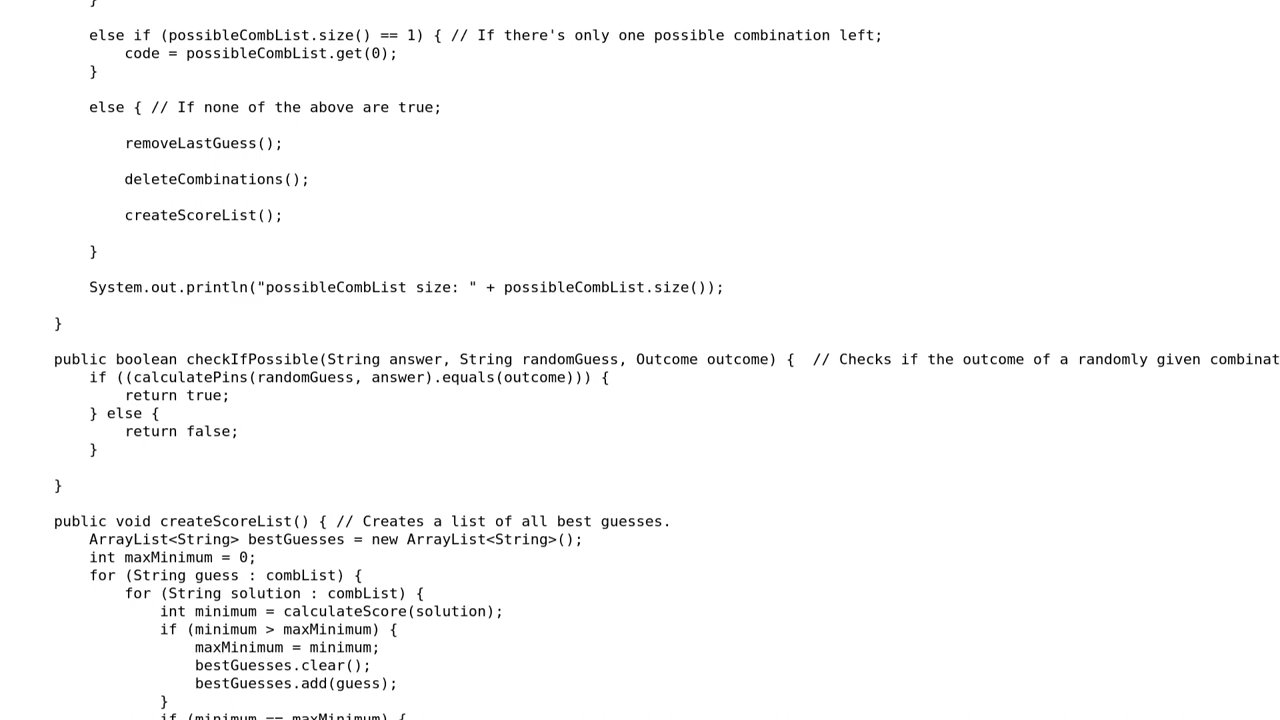 }
else if (possibleCombList.size() == 1) { // If there's only one possible combination left;
code = possibleCombList.get(0);
}
else { // If none of the above are true;
removeLastGuess();
deleteCombinations();
createScoreList();
}
System.out.println("possibleCombList size: " + possibleCombList.size());
}
public boolean checkIfPossible(String answer, String randomGuess, Outcome outcome) {  // Checks if the outcome of a randomly given combinat
if ((calculatePins(randomGuess, answer).equals(outcome))) {
return true;
} else {
return false;
}
}
public void createScoreList() { // Creates a list of all best guesses.
ArrayList<String> bestGuesses = new ArrayList<String>();
int maxMinimum = 0;
for (String guess : combList) {
for (String solution : combList) {
int minimum = calculateScore(solution);
if (minimum > maxMinimum) {
maxMinimum = minimum;
bestGuesses.clear();
bestGuesses.add(guess);
}
if (minimum == maxMinimum) {